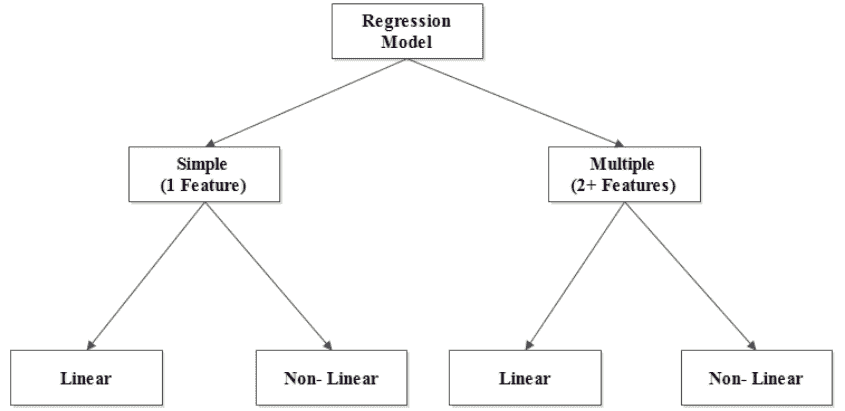 Regression
Model
Simple
(1 Feature)
Multiple
(2+ Features)
Linear
Non- Linear
Linear
Non- Linear